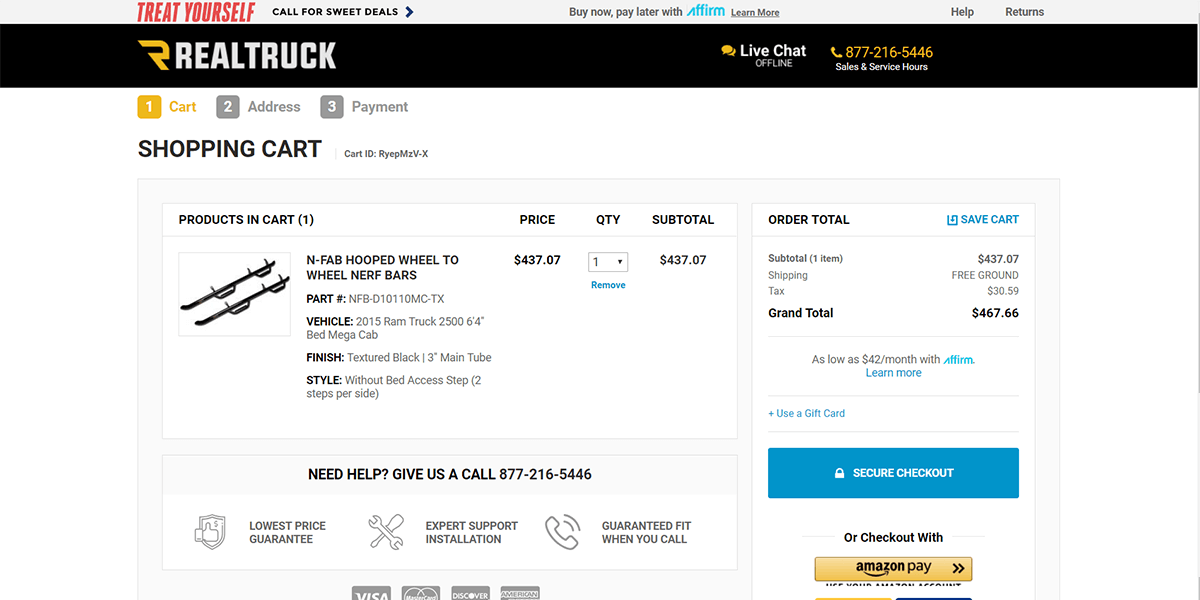 TREAT YOURSELF CALL FOR SWEET DEALS Buy now, pay later with affirm Learn More Help Returns
REALTRUCK Live Chat 877-216-5446
OFFLINE Sales & Service Hours
1 Cart 2 Address 3 Payment
SHOPPING CART Cart ID: RyepMzV-X
PRODUCTS IN CART (1) PRICE QTY SUBTOTAL
N-FAB HOOPED WHEEL TO $437.07 1 $437.07
WHEEL NERF BARS
Remove
PART #: NFB-D10110MC-TX
VEHICLE: 2015 Ram Truck 2500 6'4"
Bed Mega Cab
FINISH: Textured Black | 3" Main Tube
STYLE: Without Bed Access Step (2
steps per side)
NEED HELP? GIVE US A CALL 877-216-5446
LOWEST PRICE
GUARANTEE
EXPERT SUPPORT
INSTALLATION
GUARANTEED FIT
WHEN YOU CALL
VISA MasterCard DISCOVER AMERICAN
ORDER TOTAL SAVE CART
Subtotal (1 item) $437.07
Shipping FREE GROUND
Tax $30.59
Grand Total $467.66
As low as $42/month with affirm.
Learn more
+ Use a Gift Card
SECURE CHECKOUT
Or Checkout With
amazon pay
USE YOUR AMAZON ACCOUNT